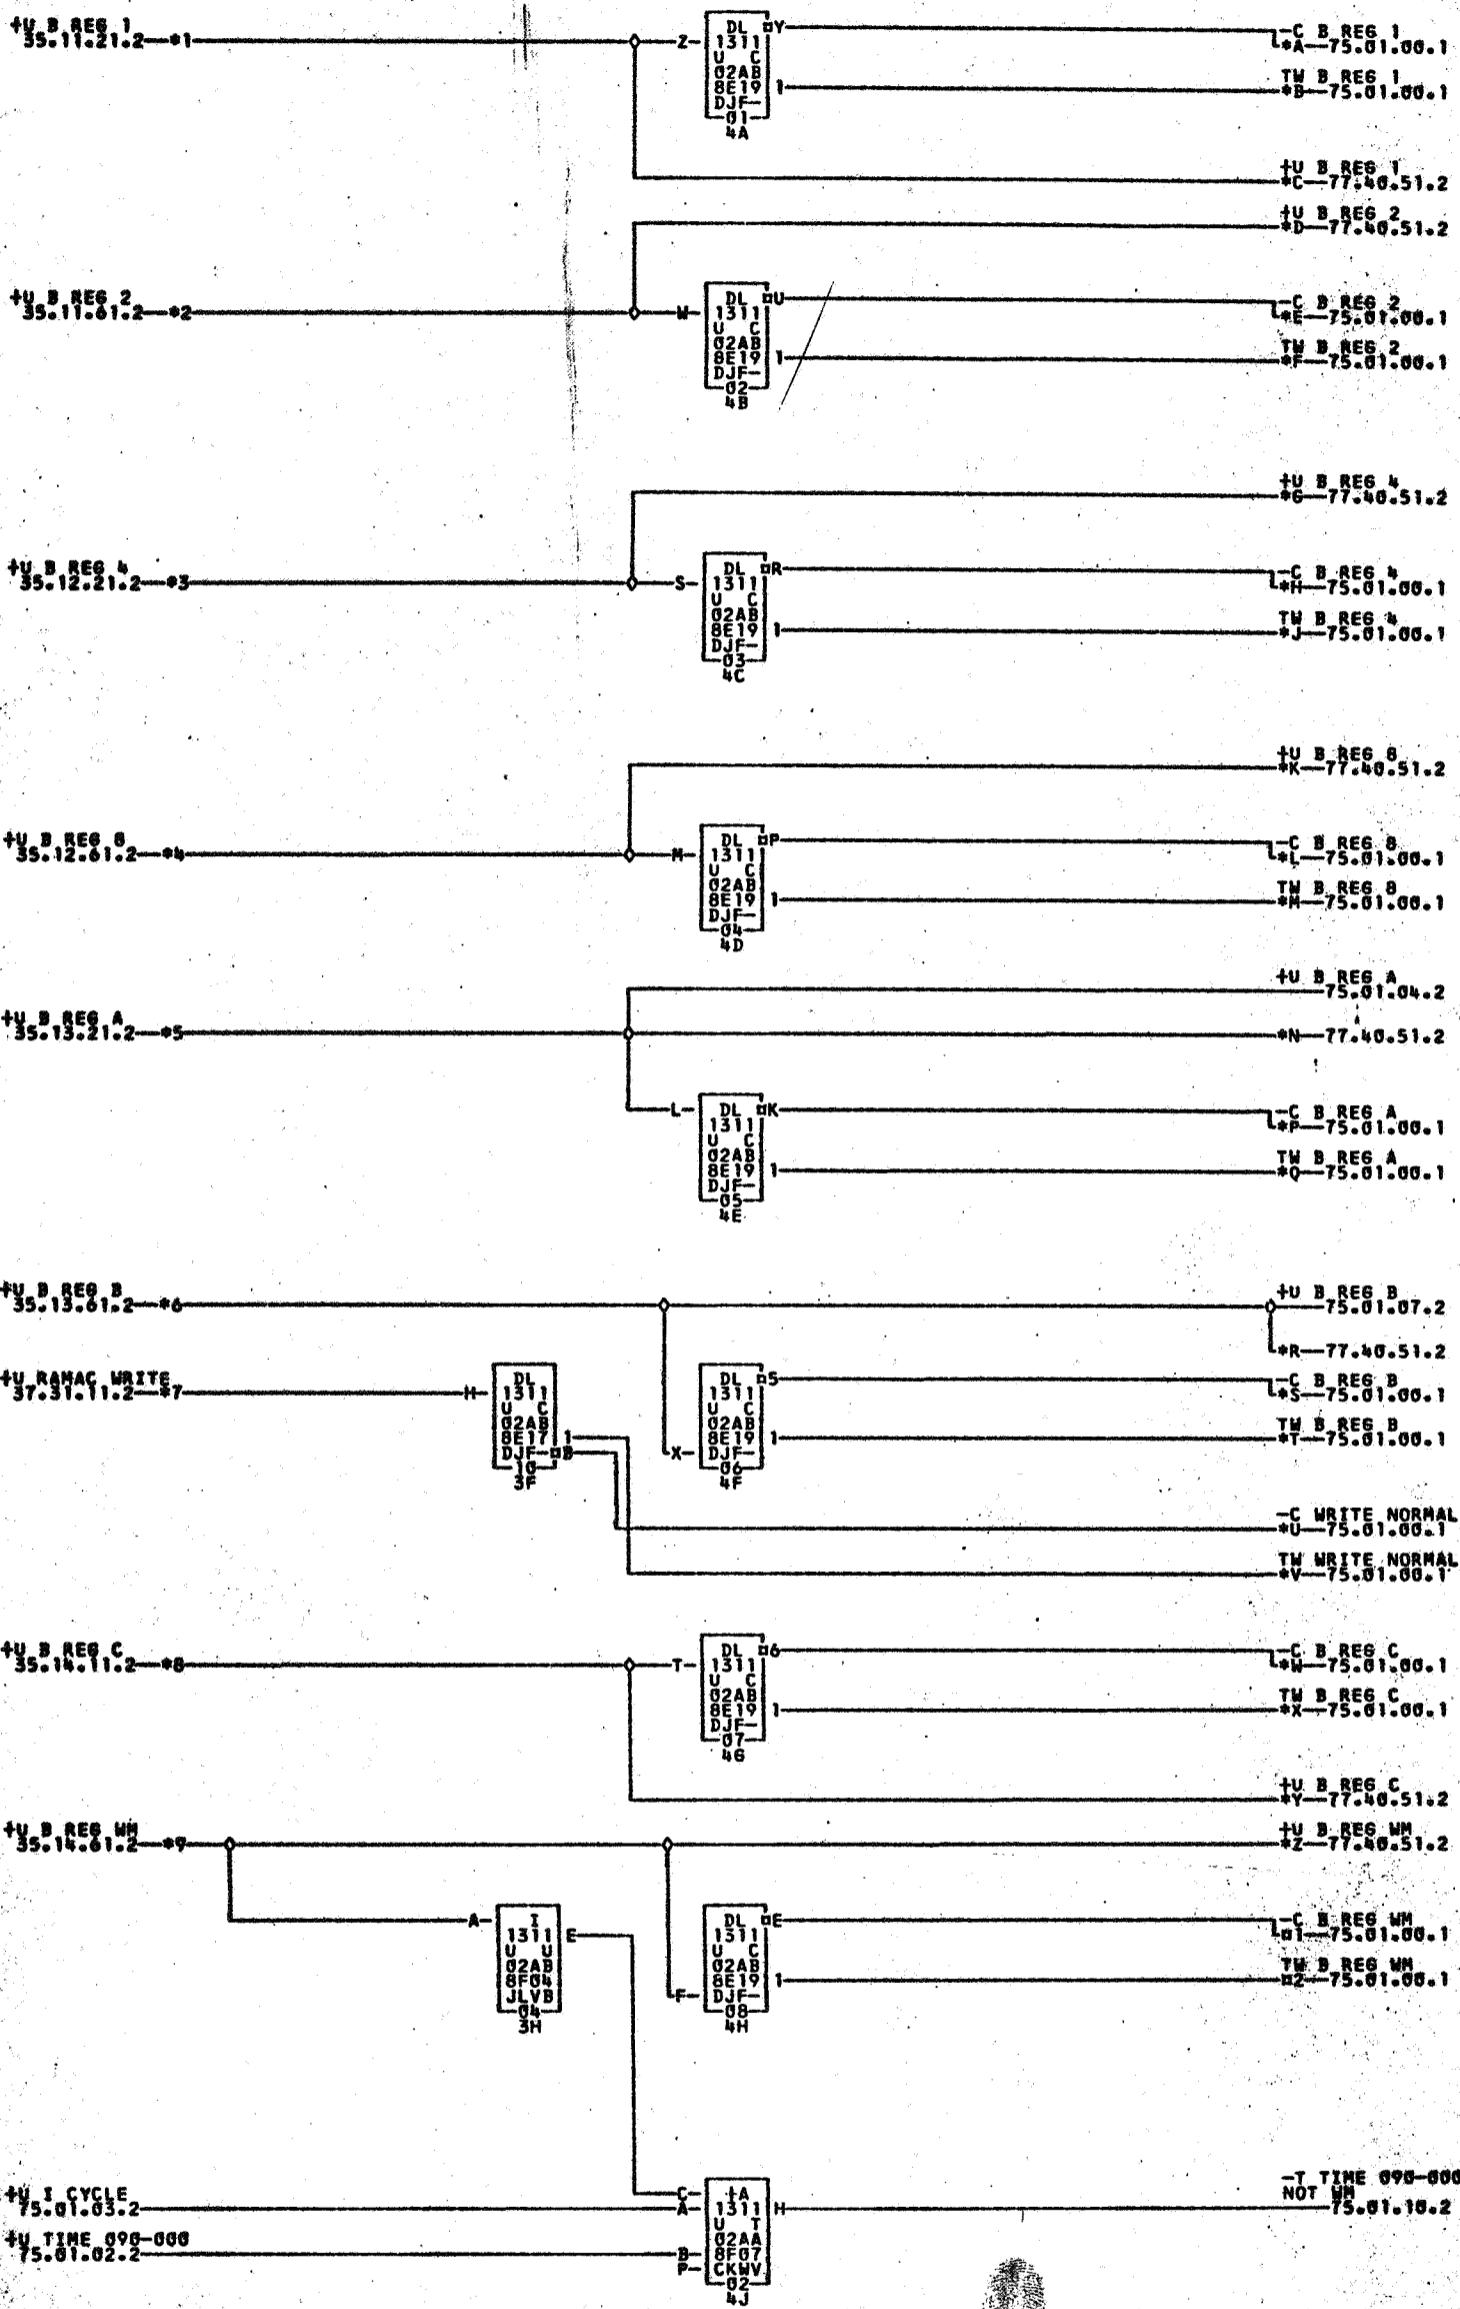 +U B REG 1
35.11.21.2 *1
Z
DL Y
1311
U C
02AB
8E19 1
DJF-
01
4A
-C B REG 1
*A 75.01.00.1
TW B REG 1
*B 75.01.00.1
+U B REG 1
*C 77.40.51.2
+U B REG 2
*D 77.40.51.2
+U B REG 2
35.11.61.2 *2
W
DL U
1311
U C
02AB
8E19 1
DJF-
02
4B
-C B REG 2
*E 75.01.00.1
TW B REG 2
*F 75.01.00.1
+U B REG 4
*G 77.40.51.2
+U B REG 4
35.12.21.2 *3
S
DL R
1311
U C
02AB
8E19 1
DJF-
03
4C
-C B REG 4
*H 75.01.00.1
TW B REG 4
*J 75.01.00.1
+U B REG 8
*K 77.40.51.2
+U B REG 8
35.12.61.2 *4
M
DL P
1311
U C
02AB
8E19 1
DJF-
04
4D
-C B REG 8
*L 75.01.00.1
TW B REG 8
*M 75.01.00.1
+U B REG A
75.01.04.2
+U B REG A
35.13.21.2 *5
*N 77.40.51.2
L
DL K
1311
U C
02AB
8E19 1
DJF-
05
4E
-C B REG A
*P 75.01.00.1
TW B REG A
*Q 75.01.00.1
+U B REG B
35.13.61.2 *6
+U B REG B
75.01.07.2
*R 77.40.51.2
+U RAMAC WRITE
37.31.11.2 *7
H
DL
1311
U C
02AB
8E17 1
DJF- B
10
3F
X
DL 5
1311
U C
02AB
8E19 1
DJF-
06
4F
-C B REG B
*S 75.01.00.1
TW B REG B
*T 75.01.00.1
-C WRITE NORMAL
*U 75.01.00.1
TW WRITE NORMAL
*V 75.01.00.1
+U B REG C
35.14.11.2 *8
T
DL 6
1311
U C
02AB
8E19 1
DJF-
07
4G
-C B REG C
*W 75.01.00.1
TW B REG C
*X 75.01.00.1
+U B REG C
*Y 77.40.51.2
+U B REG WM
35.14.61.2 *9
+U B REG WM
*Z 77.40.51.2
A
I
1311 E
U U
02AB
8F04
JLVB
04
3H
F
DL E
1311
U C
02AB
8E19 1
DJF-
08
4H
-C B REG WM
¤1 75.01.00.1
TW B REG WM
¤2 75.01.00.1
+U I CYCLE
75.01.03.2
+U TIME 090-000
75.01.02.2
C
A
B
P
+A
1311 H
U T
02AA
8F07
CKWV
02
4J
-T TIME 090-000
NOT WM
75.01.10.2